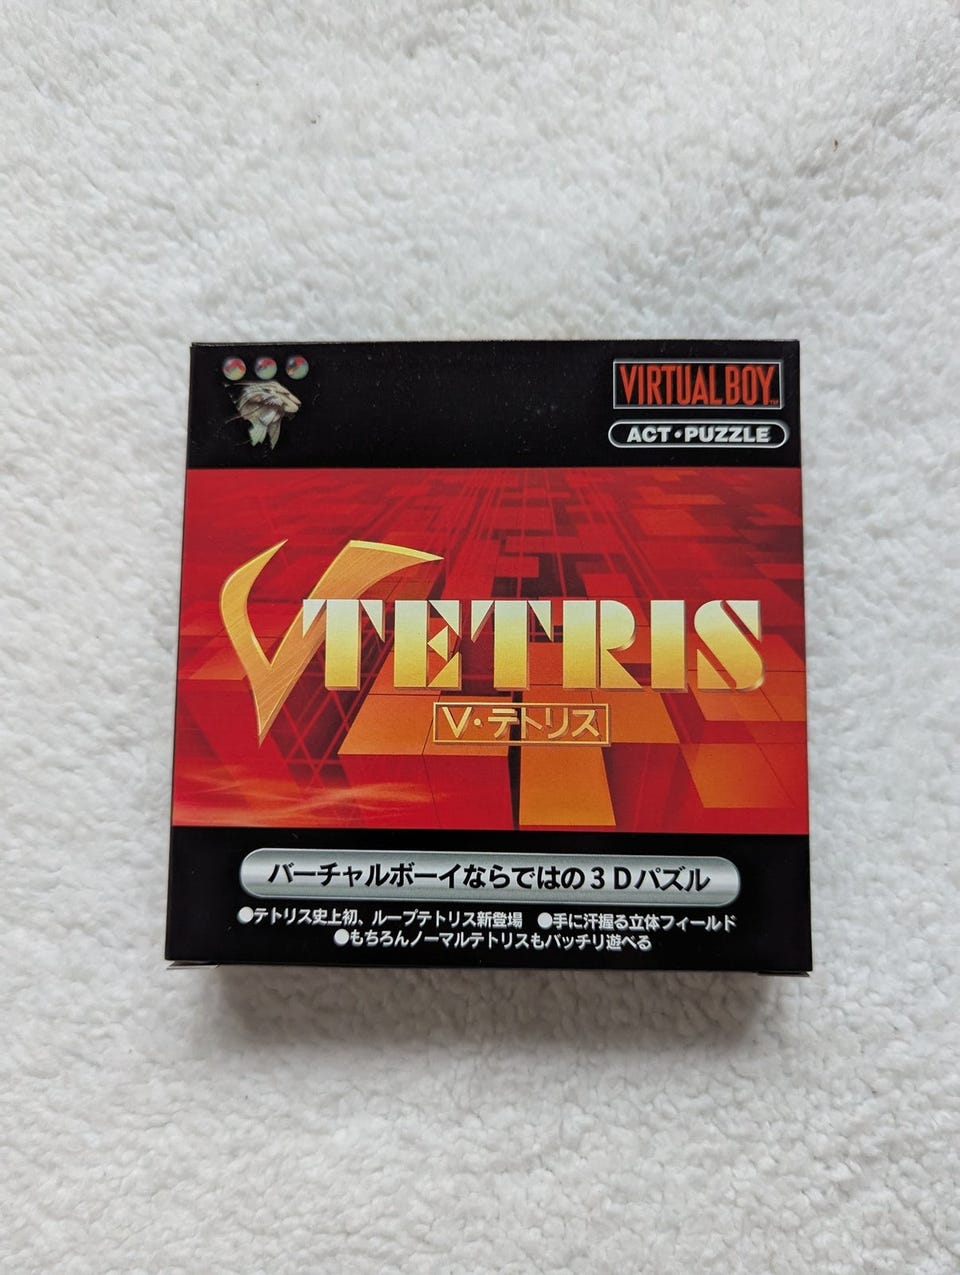 VIRTUAL BOY™
ACT・PUZZLE
V TETRIS
V・テトリス
バーチャルボーイならではの3Dパズル
●テトリス史上初、ループテトリス新登場 ●手に汗握る立体フィールド
●もちろんノーマルテトリスもバッチリ遊べる